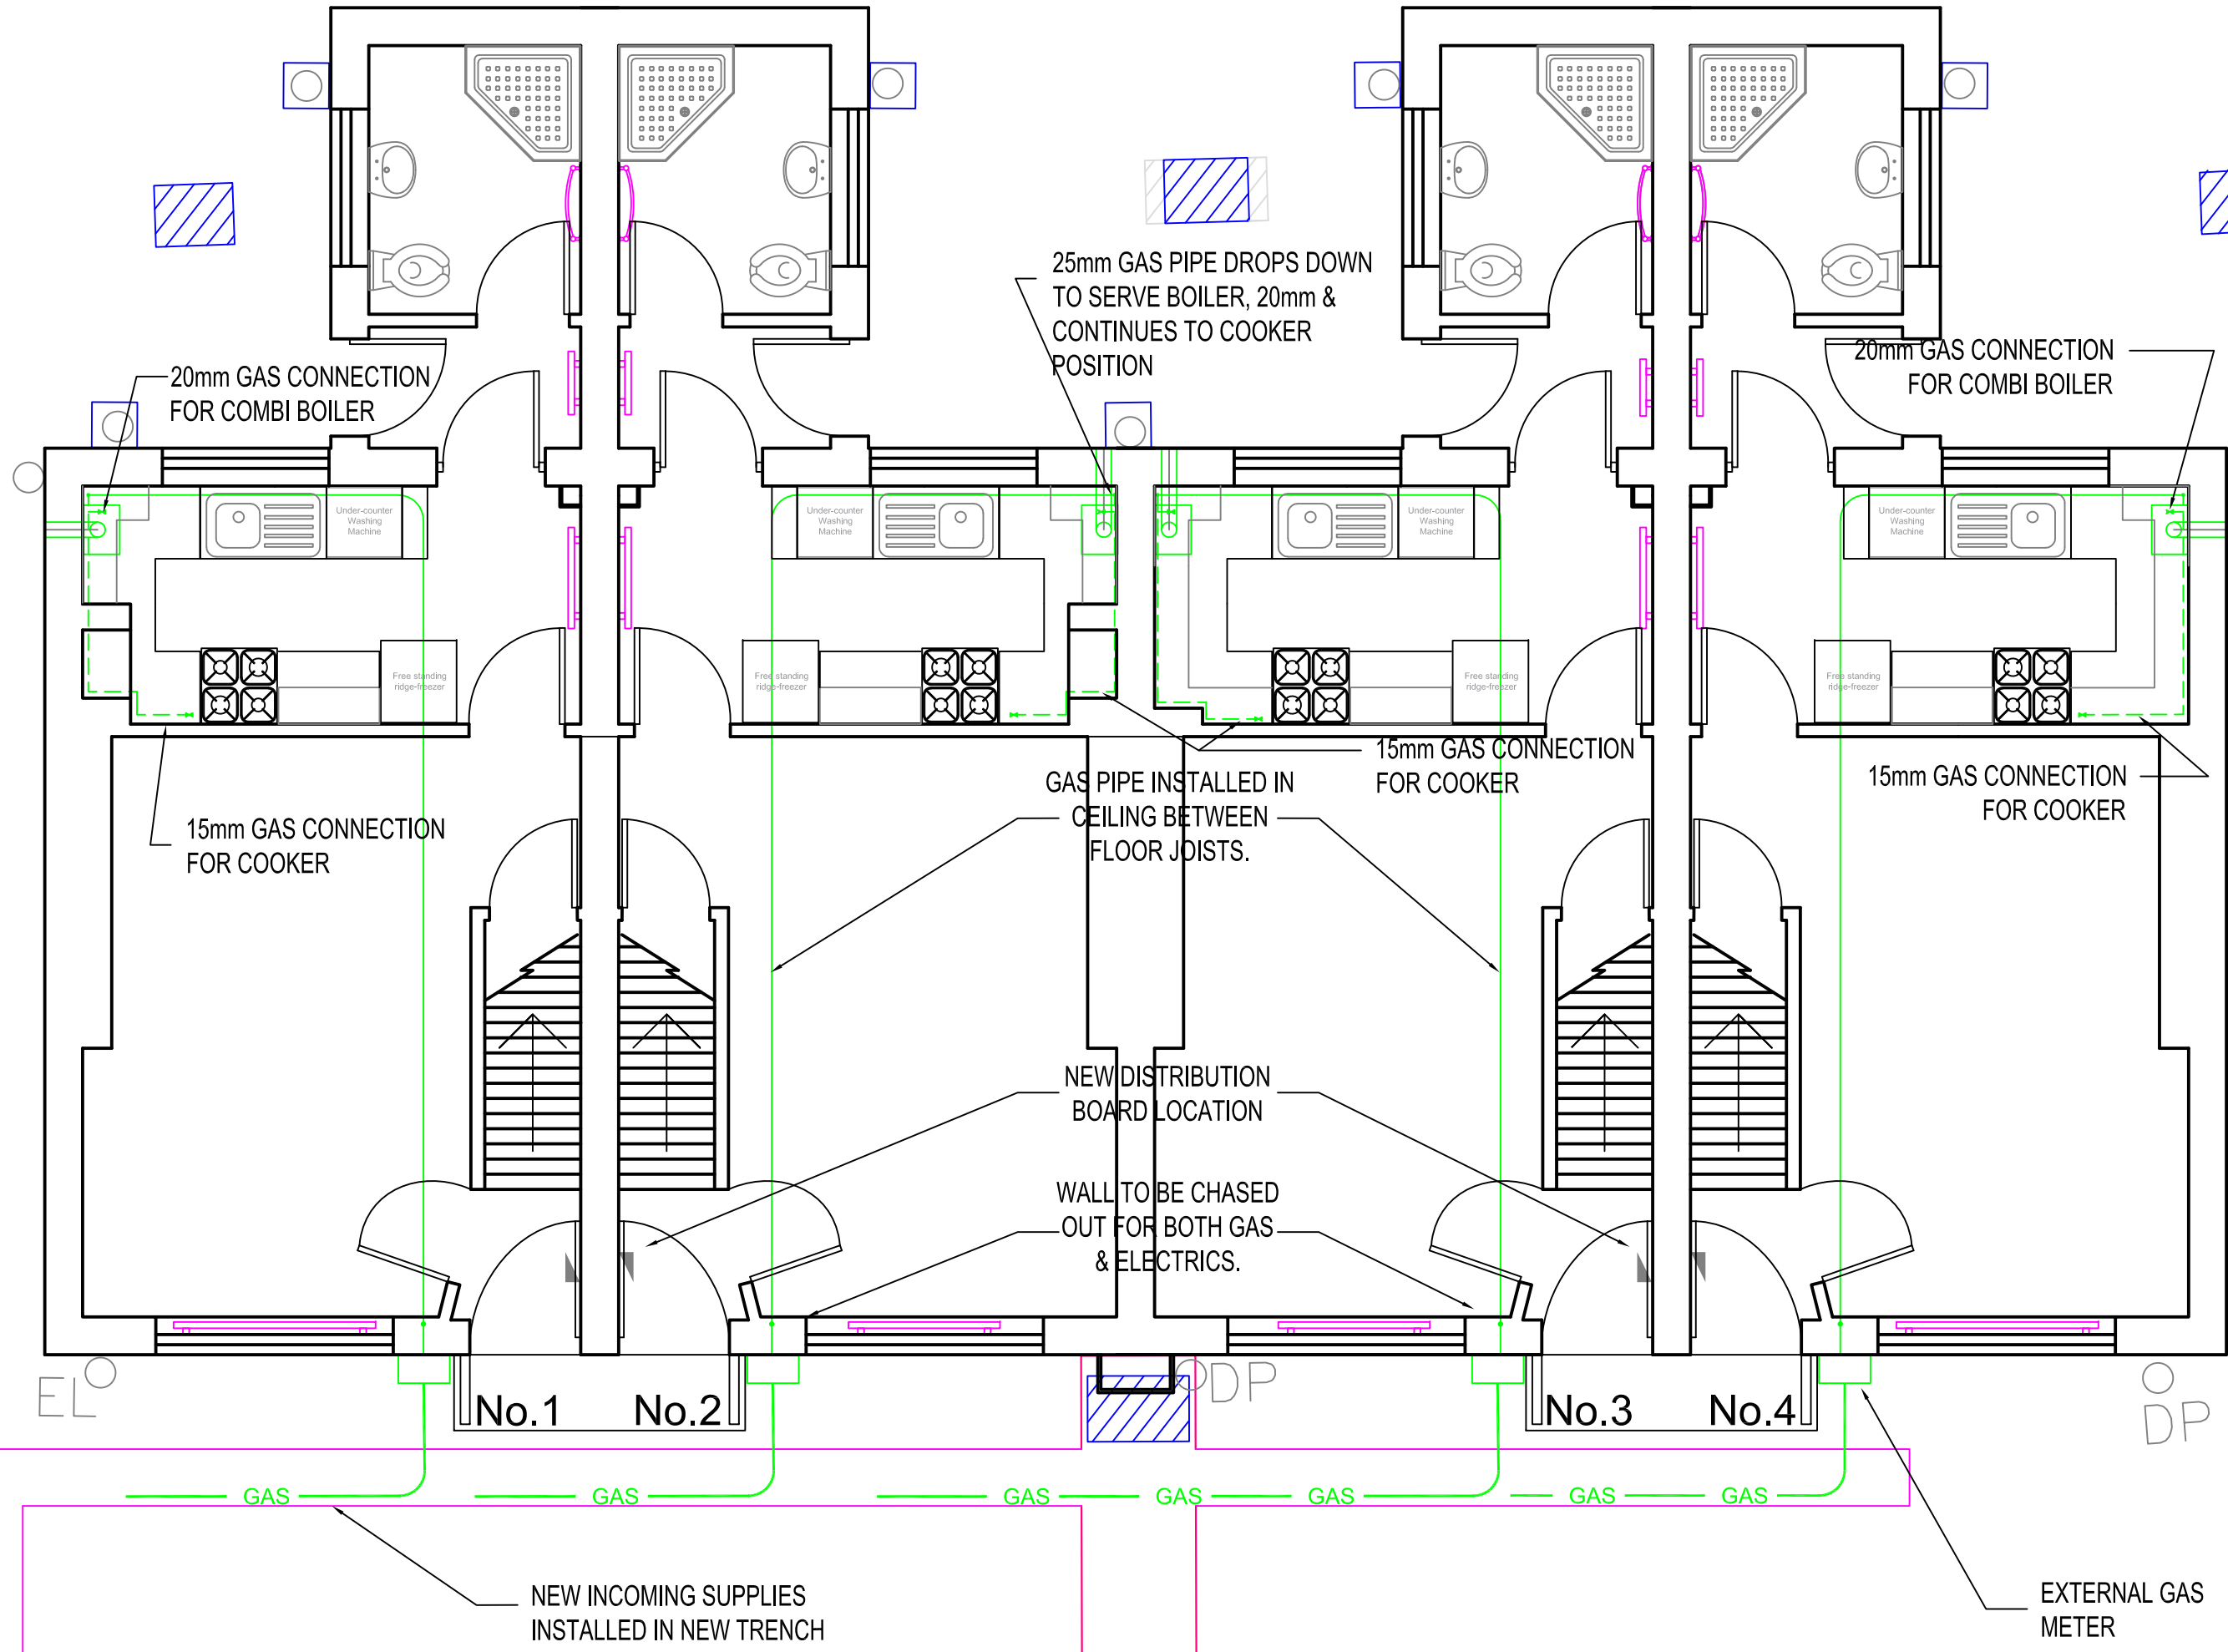 25mm GAS PIPE DROPS DOWN
TO SERVE BOILER, 20mm &
CONTINUES TO COOKER
POSITION
20mm GAS CONNECTION
FOR COMBI BOILER
20mm GAS CONNECTION
FOR COMBI BOILER
Under-counter
Washing
Machine
Under-counter
Washing
Machine
Under-counter
Washing
Machine
Under-counter
Washing
Machine
Free standing
ridge-freezer
Free standing
ridge-freezer
Free standing
ridge-freezer
Free standing
ridge-freezer
15mm GAS CONNECTION
FOR COOKER
15mm GAS CONNECTION
FOR COOKER
15mm GAS CONNECTION
FOR COOKER
GAS PIPE INSTALLED IN
CEILING BETWEEN
FLOOR JOISTS.
NEW DISTRIBUTION
BOARD LOCATION
WALL TO BE CHASED
OUT FOR BOTH GAS
& ELECTRICS.
EL
No.1
No.2
DP
No.3
No.4
DP
GAS
GAS
GAS
GAS
GAS
GAS
GAS
NEW INCOMING SUPPLIES
INSTALLED IN NEW TRENCH
EXTERNAL GAS
METER